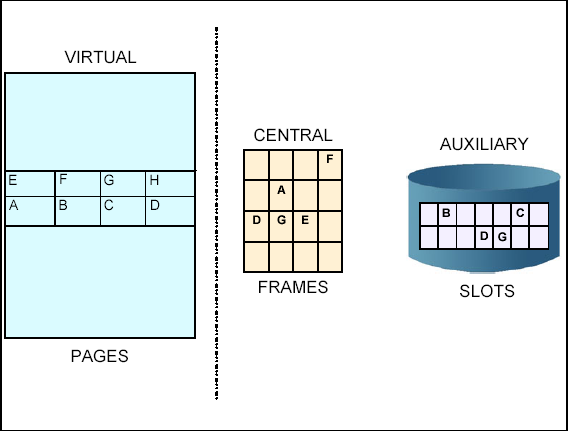 VIRTUAL
E F G H
A B C D
PAGES
CENTRAL
F
A
D G E
FRAMES
AUXILIARY
B C
D G
SLOTS